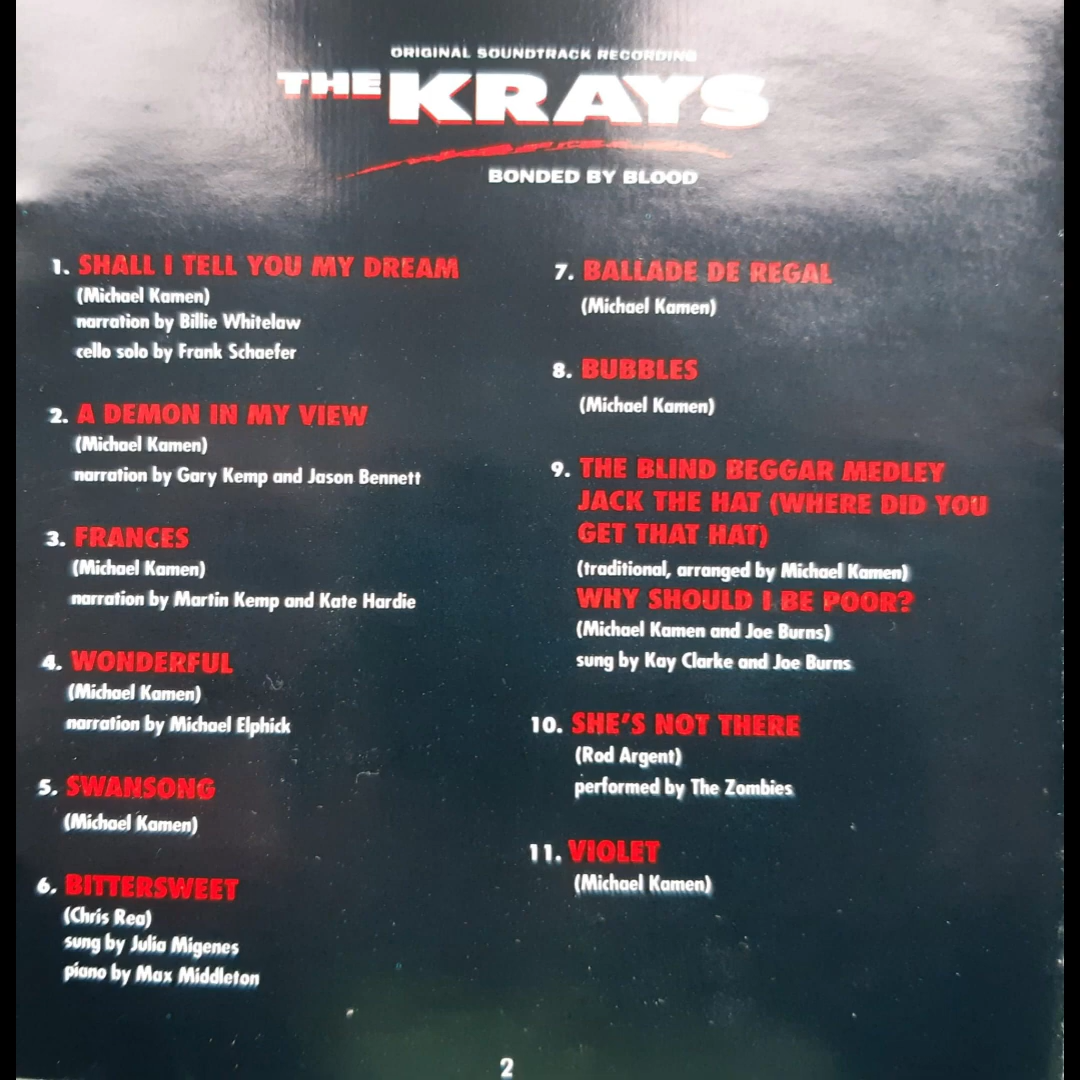 ORIGINAL SOUNDTRACK RECORDING
THE KRAYS
BONDED BY BLOOD
1. SHALL I TELL YOU MY DREAM
(Michael Kamen)
narration by Billie Whitelaw
cello solo by Frank Schaefer
2. A DEMON IN MY VIEW
(Michael Kamen)
narration by Gary Kemp and Jason Bennett
3. FRANCES
(Michael Kamen)
narration by Martin Kemp and Kate Hardie
4. WONDERFUL
(Michael Kamen)
narration by Michael Elphick
5. SWANSONG
(Michael Kamen)
6. BITTERSWEET
(Chris Rea)
sung by Julia Migenes
piano by Max Middleton
7. BALLADE DE REGAL
(Michael Kamen)
8. BUBBLES
(Michael Kamen)
9. THE BLIND BEGGAR MEDLEY
JACK THE HAT (WHERE DID YOU
GET THAT HAT)
(traditional, arranged by Michael Kamen)
WHY SHOULD I BE POOR?
(Michael Kamen and Joe Burns)
sung by Kay Clarke and Joe Burns
10. SHE'S NOT THERE
(Rod Argent)
performed by The Zombies
11. VIOLET
(Michael Kamen)
2